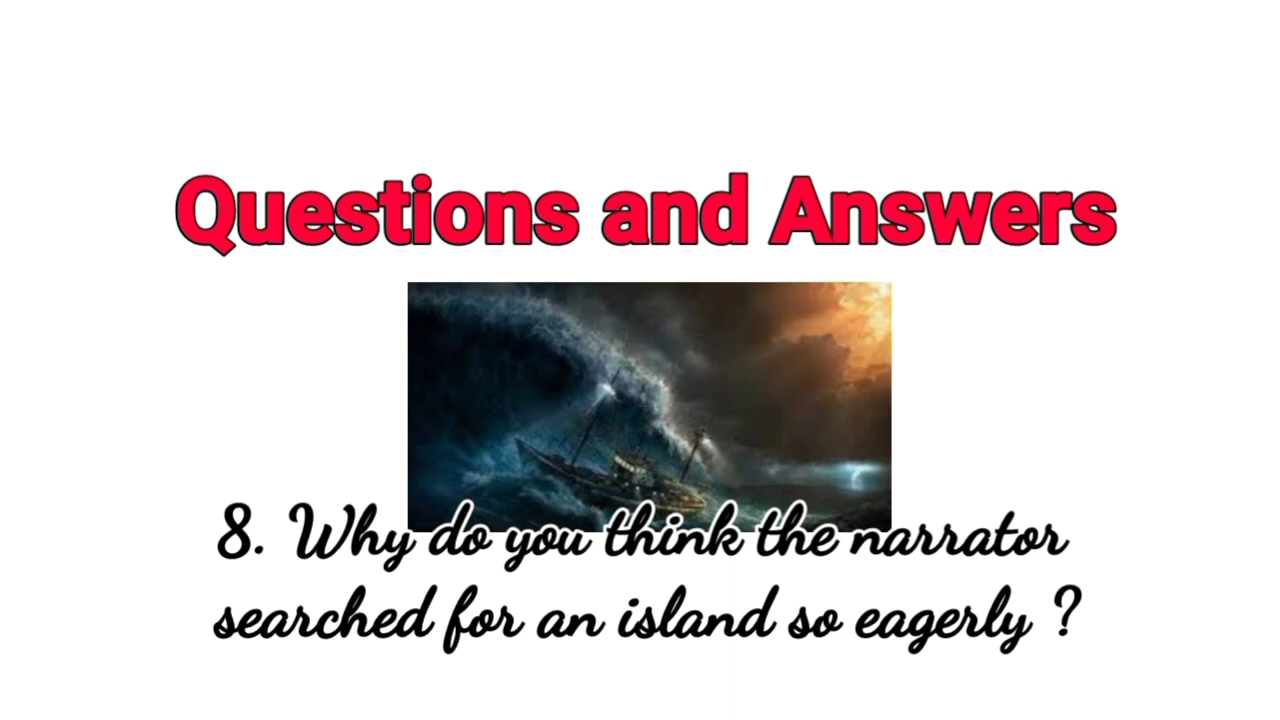 Questions and Answers
8. Why do you think the narrator
searched for an island so eagerly ?